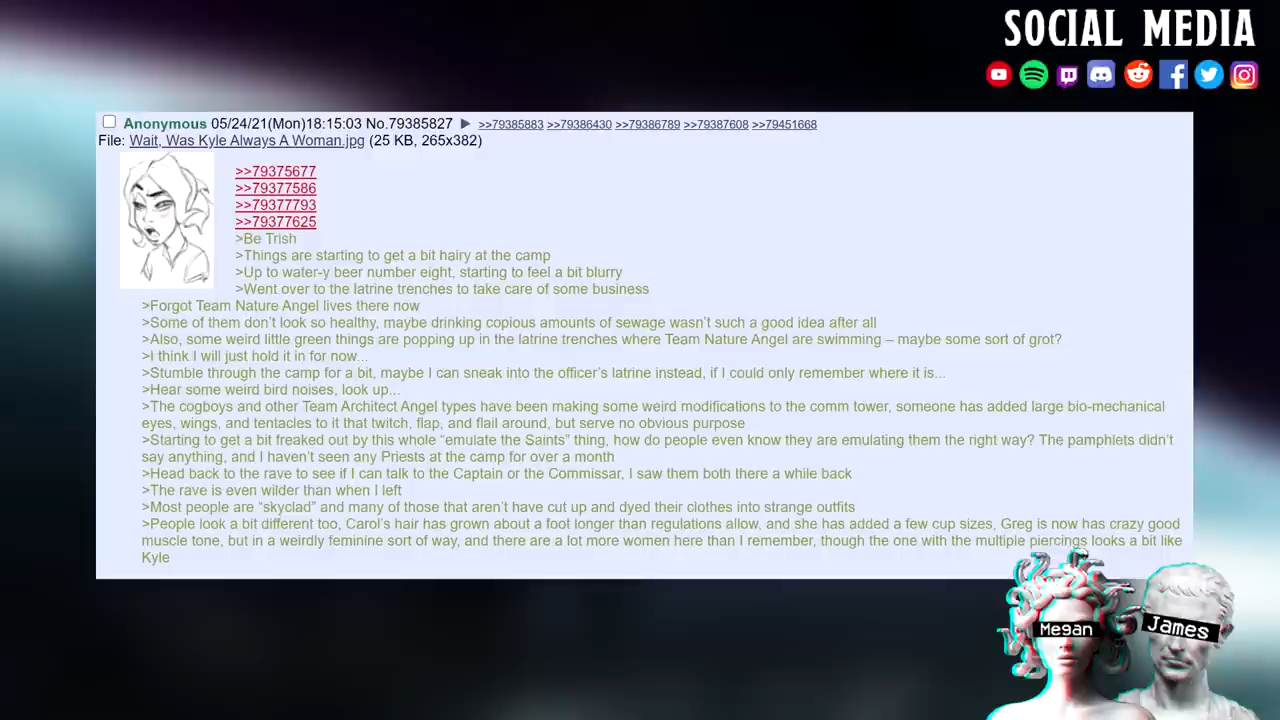 SOCIAL MEDIA
Anonymous 05/24/21(Mon)18:15:03 No.79385827 ▶ >>79385883 >>79386430 >>79386789 >>79387608 >>79451668
File: Wait, Was Kyle Always A Woman.jpg (25 KB, 265x382)
>>79375677
>>79377586
>>79377793
>>79377625
>Be Trish
>Things are starting to get a bit hairy at the camp
>Up to water-y beer number eight, starting to feel a bit blurry
>Went over to the latrine trenches to take care of some business
>Forgot Team Nature Angel lives there now
>Some of them don’t look so healthy, maybe drinking copious amounts of sewage wasn’t such a good idea after all
>Also, some weird little green things are popping up in the latrine trenches where Team Nature Angel are swimming – maybe some sort of grot?
>I think I will just hold it in for now...
>Stumble through the camp for a bit, maybe I can sneak into the officer’s latrine instead, if I could only remember where it is...
>Hear some weird bird noises, look up...
>The cogboys and other Team Architect Angel types have been making some weird modifications to the comm tower, someone has added large bio-mechanical
eyes, wings, and tentacles to it that twitch, flap, and flail around, but serve no obvious purpose
>Starting to get a bit freaked out by this whole “emulate the Saints” thing, how do people even know they are emulating them the right way? The pamphlets didn’t
say anything, and I haven’t seen any Priests at the camp for over a month
>Head back to the rave to see if I can talk to the Captain or the Commissar, I saw them both there a while back
>The rave is even wilder than when I left
>Most people are “skyclad” and many of those that aren’t have cut up and dyed their clothes into strange outfits
>People look a bit different too, Carol’s hair has grown about a foot longer than regulations allow, and she has added a few cup sizes, Greg is now has crazy good
muscle tone, but in a weirdly feminine sort of way, and there are a lot more women here than I remember, though the one with the multiple piercings looks a bit like
Kyle
Megan
James